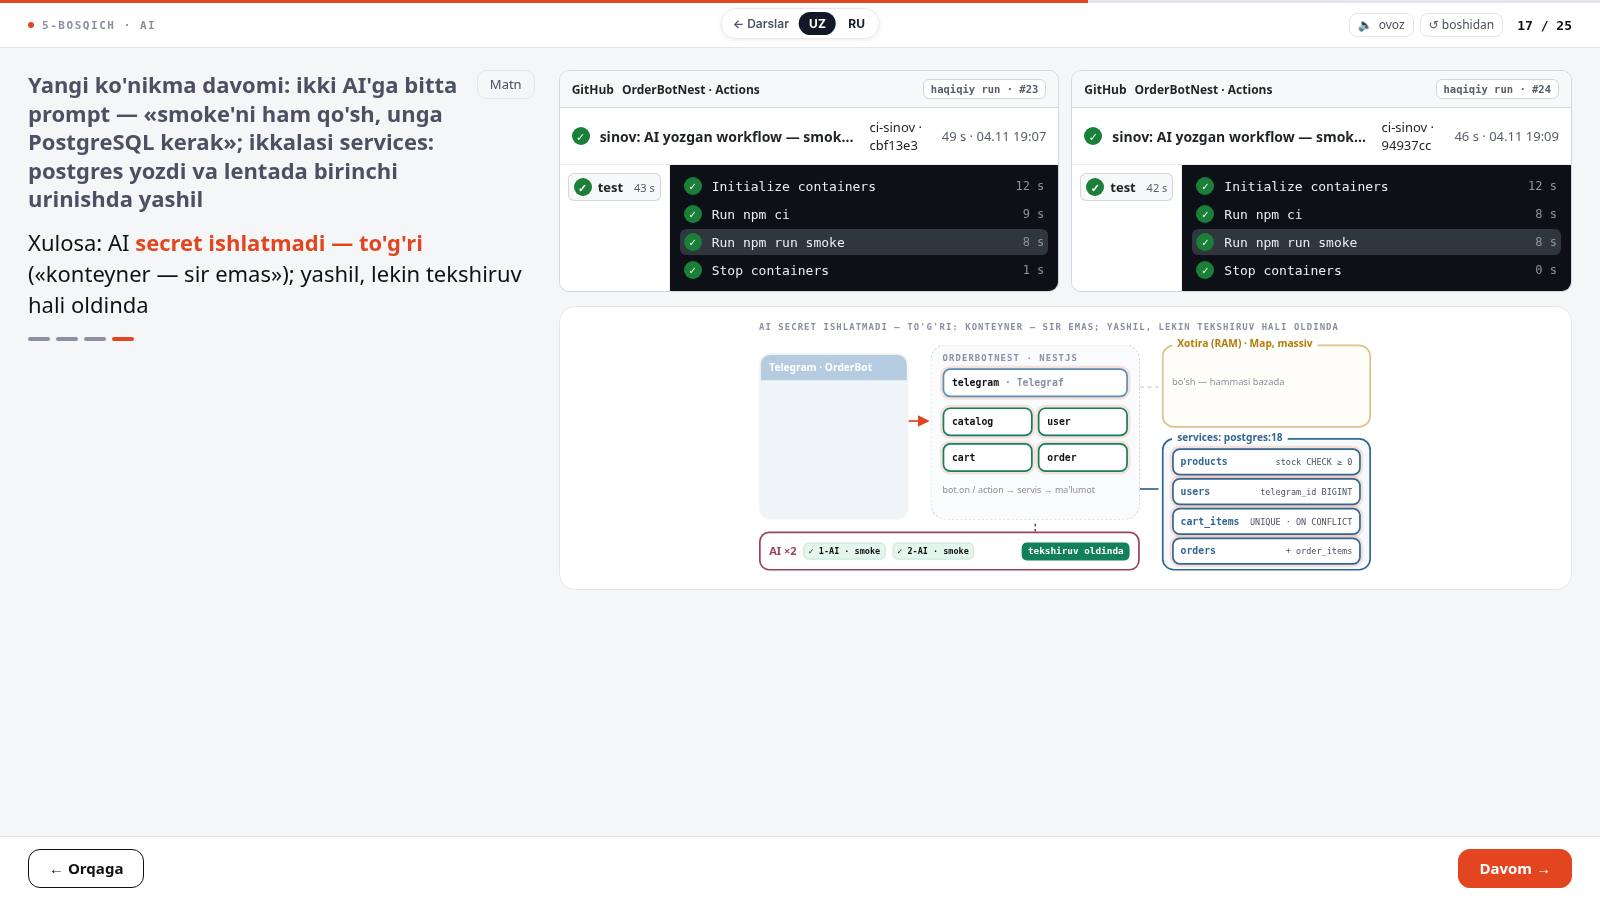 5-BOSQICH · AI
← Darslar UZ RU
🔈 ovoz ↺ boshidan 17 / 25
Yangi ko'nikma davomi: ikki AI'ga bitta
prompt — «smoke'ni ham qo'sh, unga
PostgreSQL kerak»; ikkalasi services:
postgres yozdi va lentada birinchi
urinishda yashil
Matn
Xulosa: AI secret ishlatmadi — to'g'ri
(«konteyner — sir emas»); yashil, lekin tekshiruv
hali oldinda
GitHub OrderBotNest · Actions haqiqiy run · #23
✓ sinov: AI yozgan workflow — smok… ci-sinov · cbf13e3 49 s · 04.11 19:07
✓ test 43 s
✓ Initialize containers 12 s
✓ Run npm ci 9 s
✓ Run npm run smoke 8 s
✓ Stop containers 1 s
GitHub OrderBotNest · Actions haqiqiy run · #24
✓ sinov: AI yozgan workflow — smok… ci-sinov · 94937cc 46 s · 04.11 19:09
✓ test 42 s
✓ Initialize containers 12 s
✓ Run npm ci 8 s
✓ Run npm run smoke 8 s
✓ Stop containers 0 s
AI SECRET ISHLATMADI — TO'G'RI: KONTEYNER — SIR EMAS; YASHIL, LEKIN TEKSHIRUV HALI OLDINDA
Telegram · OrderBot
ORDERBOTNEST · NESTJS
telegram · Telegraf
catalog user
cart order
bot.on / action → servis → ma'lumot
Xotira (RAM) · Map, massiv
bo'sh — hammasi bazada
services: postgres:18
products stock CHECK ≥ 0
users telegram_id BIGINT
cart_items UNIQUE · ON CONFLICT
orders + order_items
AI ×2 ✓ 1-AI · smoke ✓ 2-AI · smoke tekshiruv oldinda
← Orqaga
Davom →